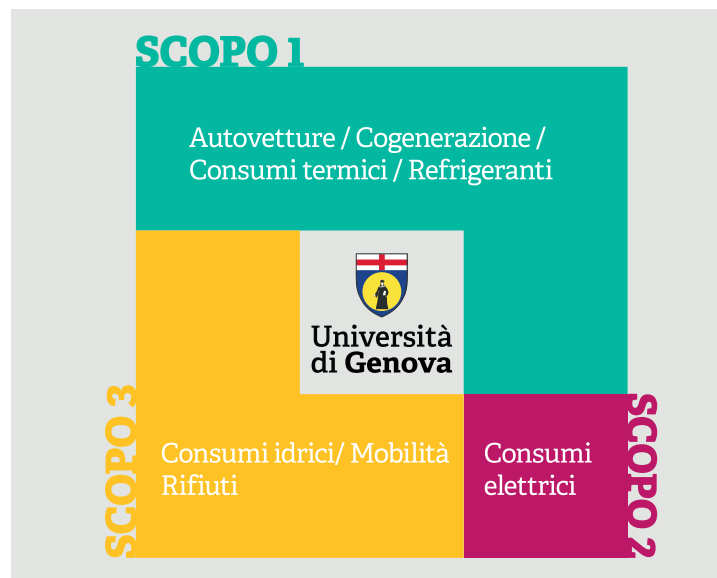 SCOPO 1
Autovetture / Cogenerazione /
Consumi termici / Refrigeranti
Università
di Genova
SCOPO 3
Consumi idrici/ Mobilità
Rifiuti
Consumi
elettrici
SCOPO 2